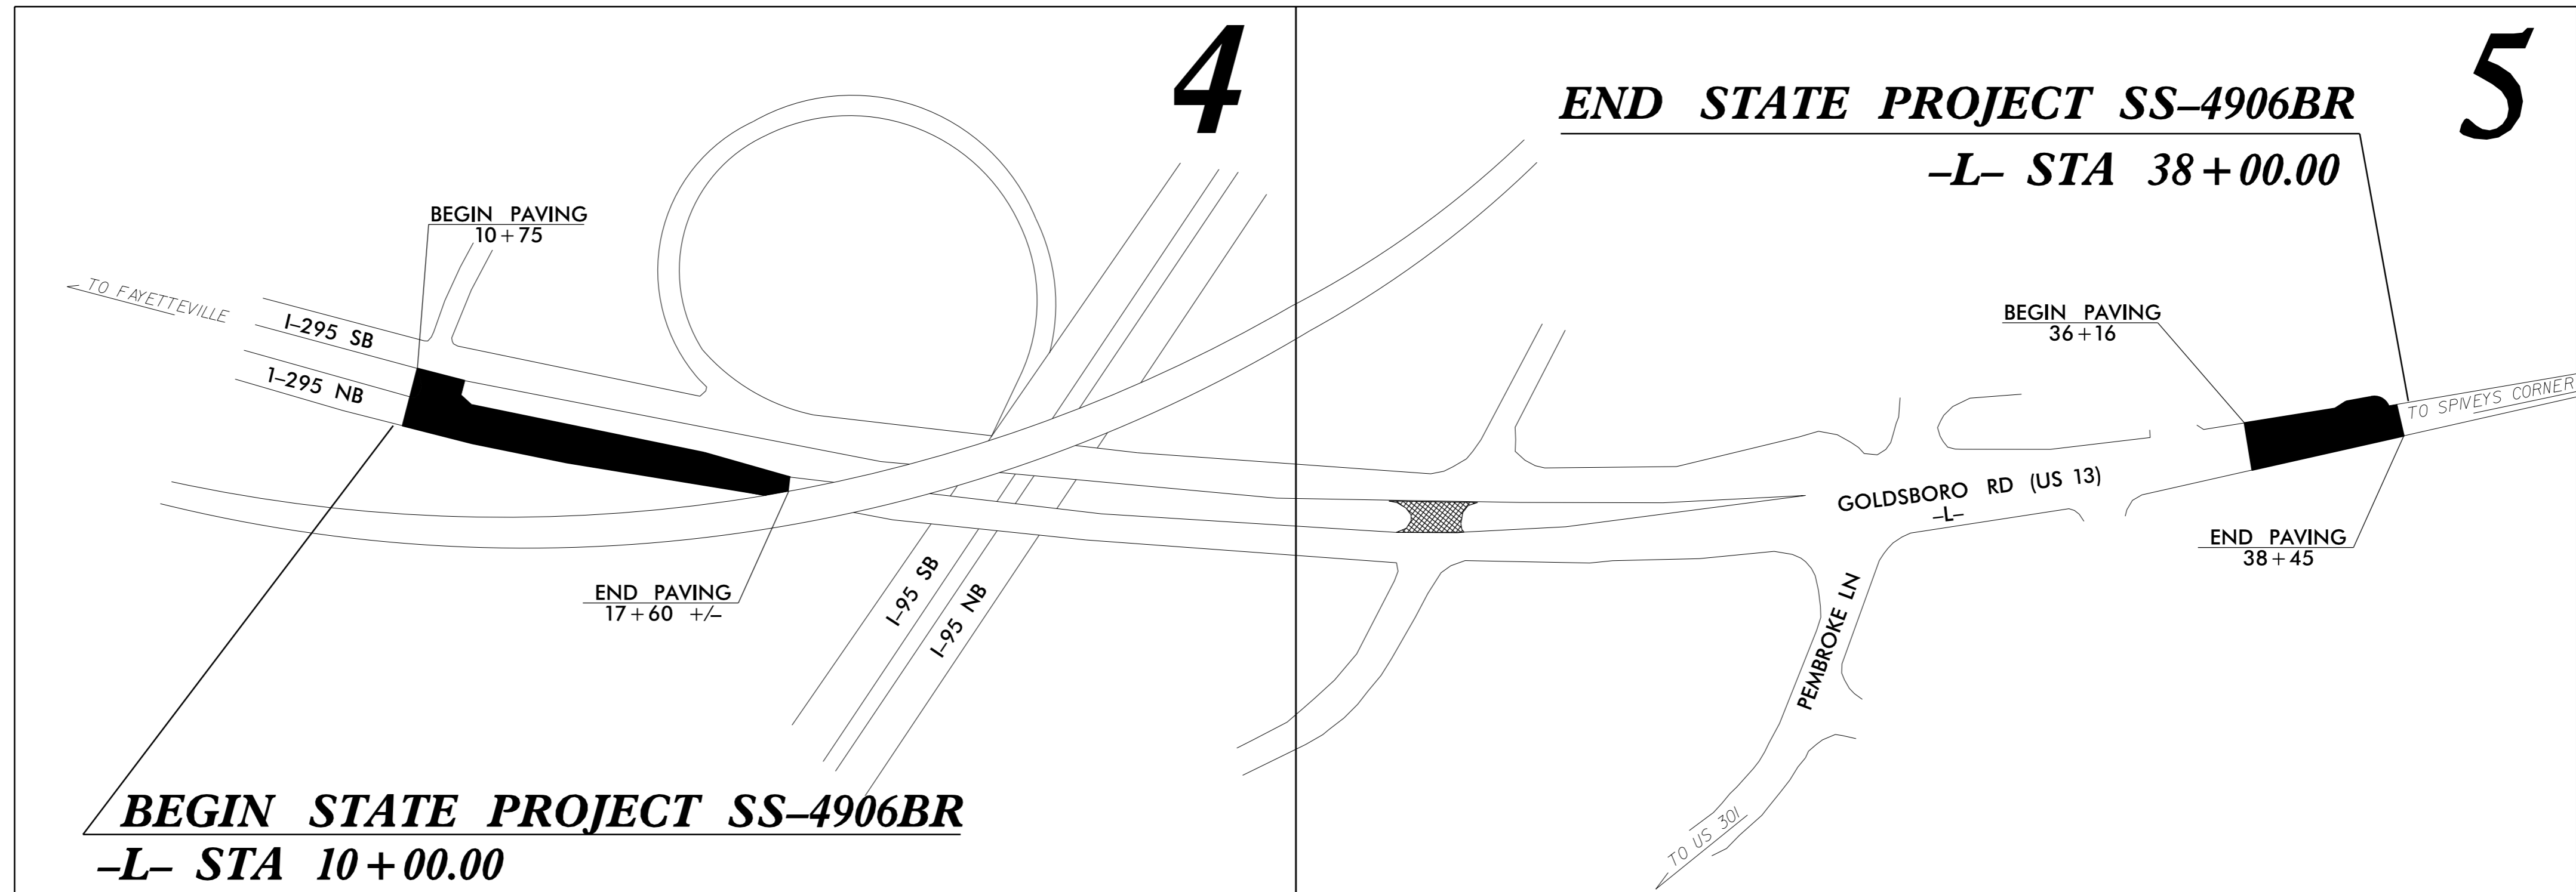 4
5
END STATE PROJECT SS–4906BR
–L– STA 38+00.00
BEGIN PAVING
10+75
TO FAYETTEVILLE
I–295 SB
1–295 NB
BEGIN PAVING
36+16
TO SPIVEYS CORNER
GOLDSBORO RD (US 13)
–L–
END PAVING
38+45
END PAVING
17+60 +/–
I–95 SB
I–95 NB
PEMBROKE LN
TO US 301
BEGIN STATE PROJECT SS–4906BR
–L– STA 10+00.00